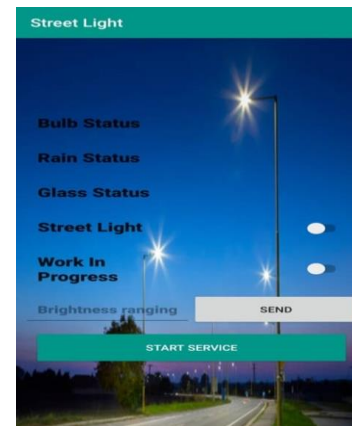 Street Light
Bulb Status
Rain Status
Glass Status
Street Light
Work In
Progress
Brightness ranging
SEND
START SERVICE